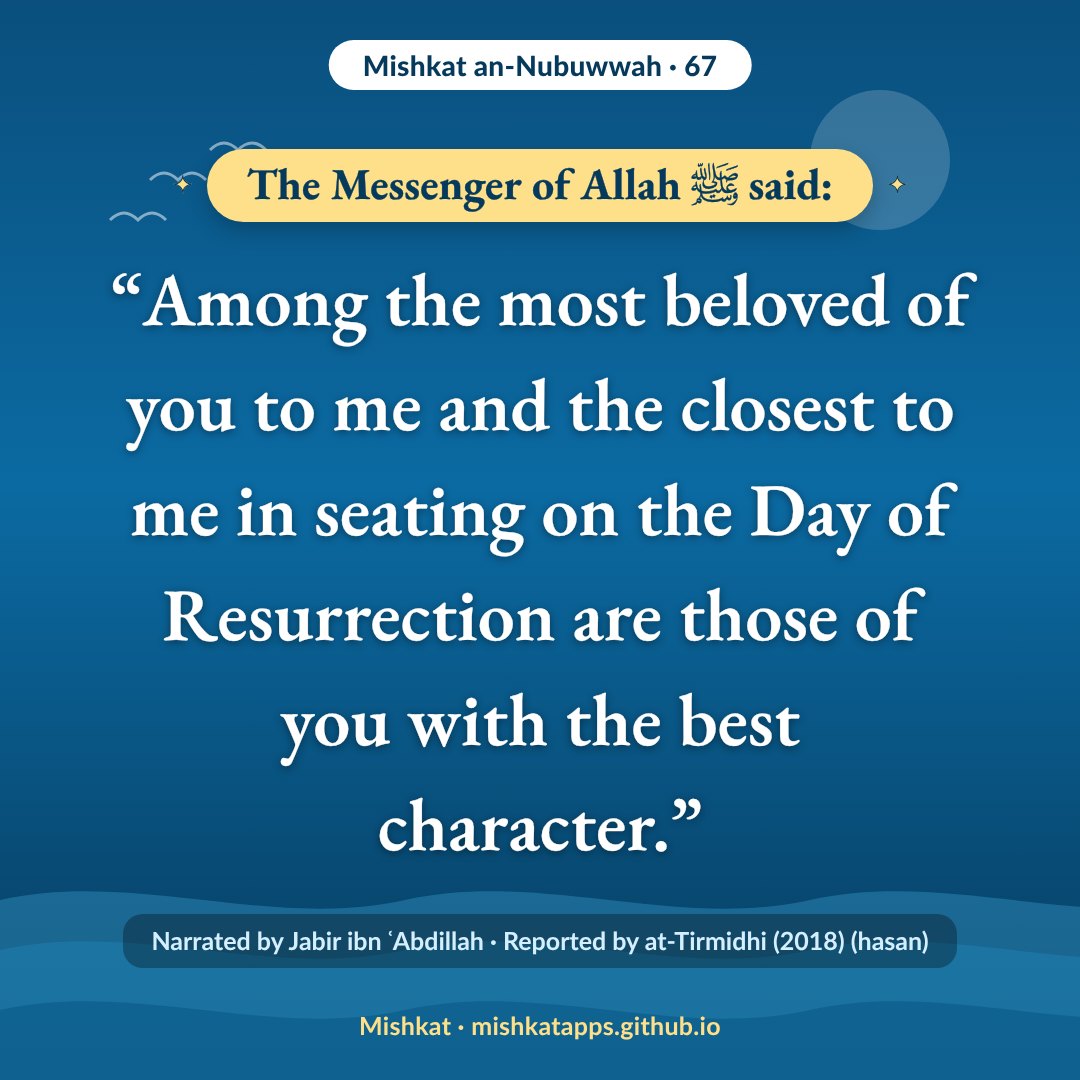 Mishkat an-Nubuwwah · 67
The Messenger of Allah ﷺ said:
“Among the most beloved of
you to me and the closest to
me in seating on the Day of
Resurrection are those of
you with the best
character.”
Narrated by Jabir ibn ʿAbdillah · Reported by at-Tirmidhi (2018) (hasan)
Mishkat · mishkatapps.github.io